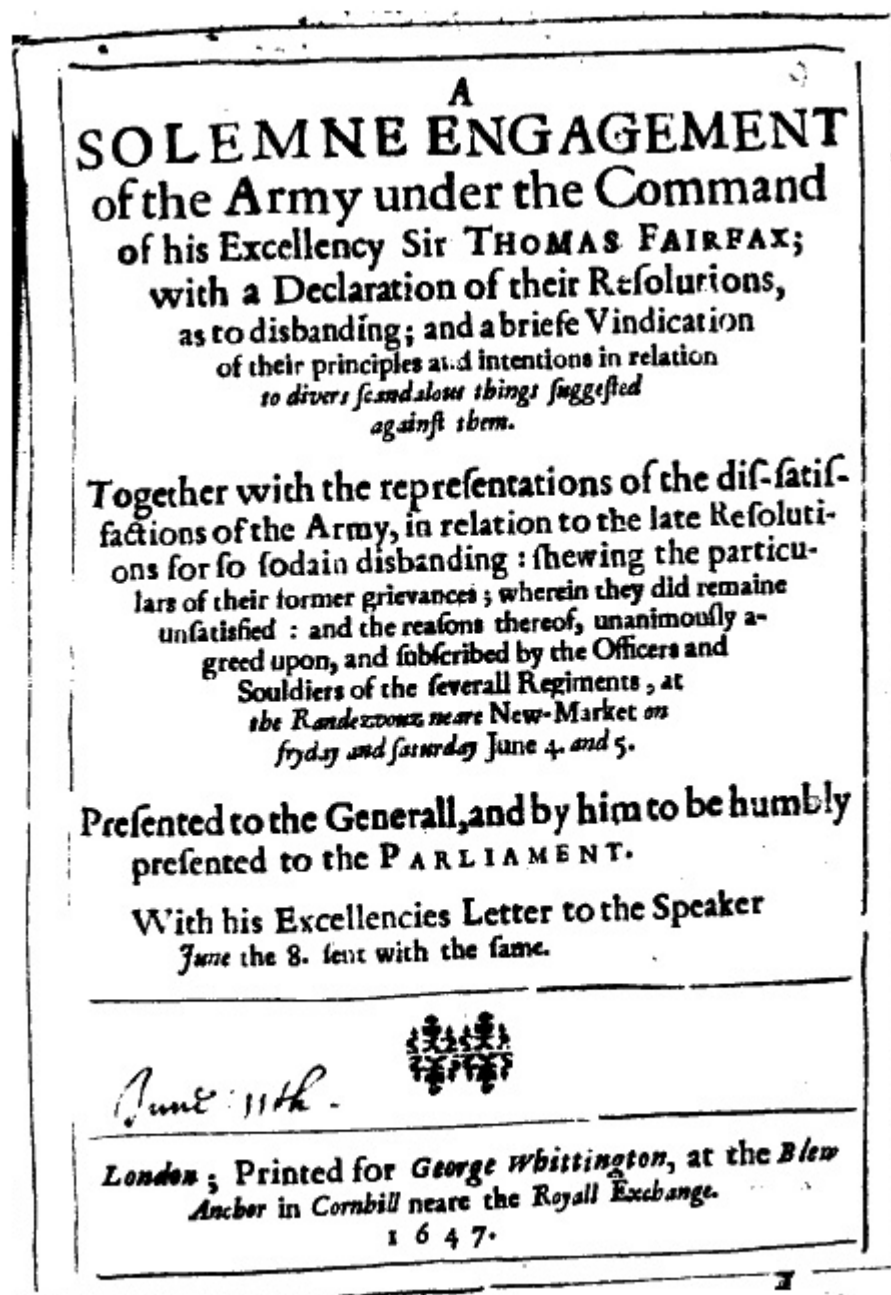 A
SOLEMNE ENGAGEMENT
of the Army under the Command
of his Excellency Sir THOMAS FAIRFAX;
with a Declaration of their Reſolutions,
as to disbanding; and a briefe Vindication
of their principles and intentions in relation
to divers ſcandalous things ſuggeſted
againſt them.
Together with the repreſentations of the diſ-ſatiſ-
factions of the Army, in relation to the late Reſoluti-
ons for ſo ſodain disbanding : ſhewing the particu-
lars of their former grievances ; wherein they did remaine
unſatisfied : and the reaſons thereof, unanimouſly a-
greed upon, and ſubſcribed by the Officers and
Souldiers of the ſeverall Regiments, at
the Randezvouz neare New-Market on
fryday and ſaturday June 4. and 5.
Preſented to the Generall, and by him to be humbly
preſented to the PARLIAMENT.
With his Excellencies Letter to the Speaker
June the 8. ſent with the ſame.
June 11th.
London ; Printed for George Whittington, at the Blew
Anchor in Cornhill neare the Royall Exchange.
1647.